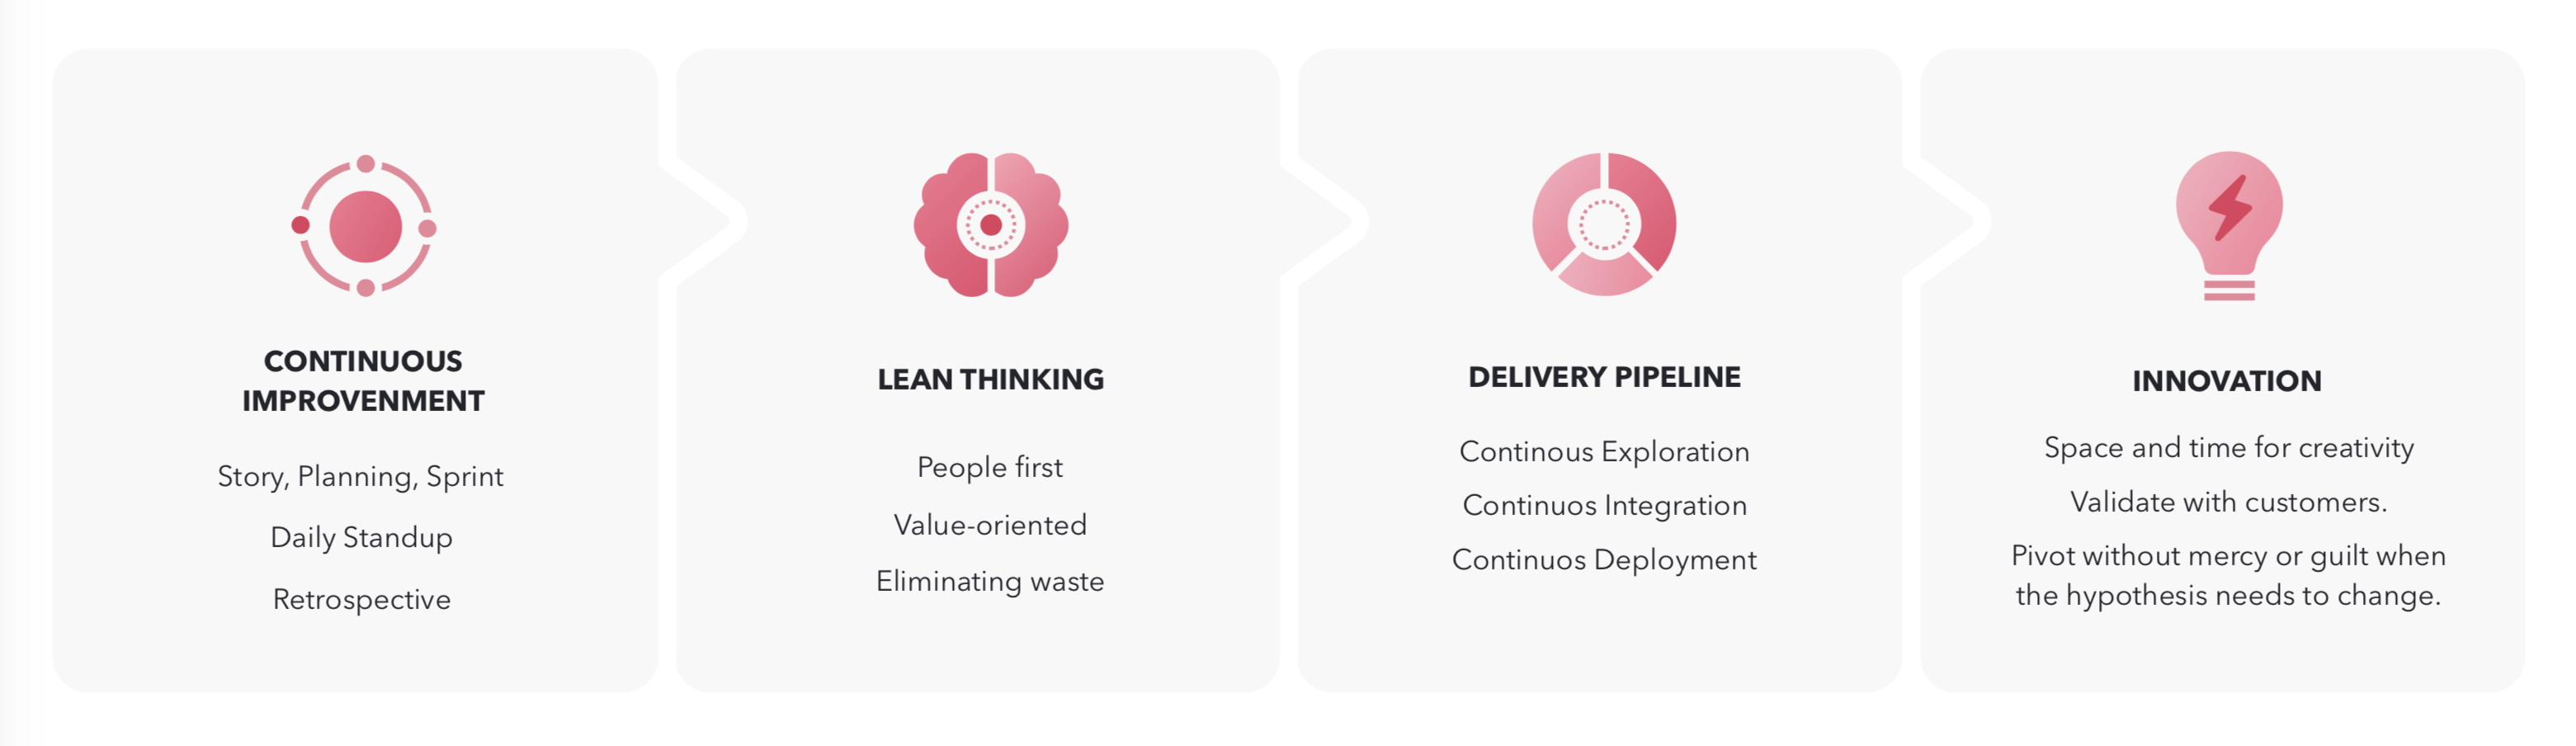 CONTINUOUS
IMPROVENMENT
Story, Planning, Sprint
Daily Standup
Retrospective
LEAN THINKING
People first
Value-oriented
Eliminating waste
DELIVERY PIPELINE
Continous Exploration
Continuos Integration
Continuos Deployment
INNOVATION
Space and time for creativity
Validate with customers.
Pivot without mercy or guilt when
the hypothesis needs to change.